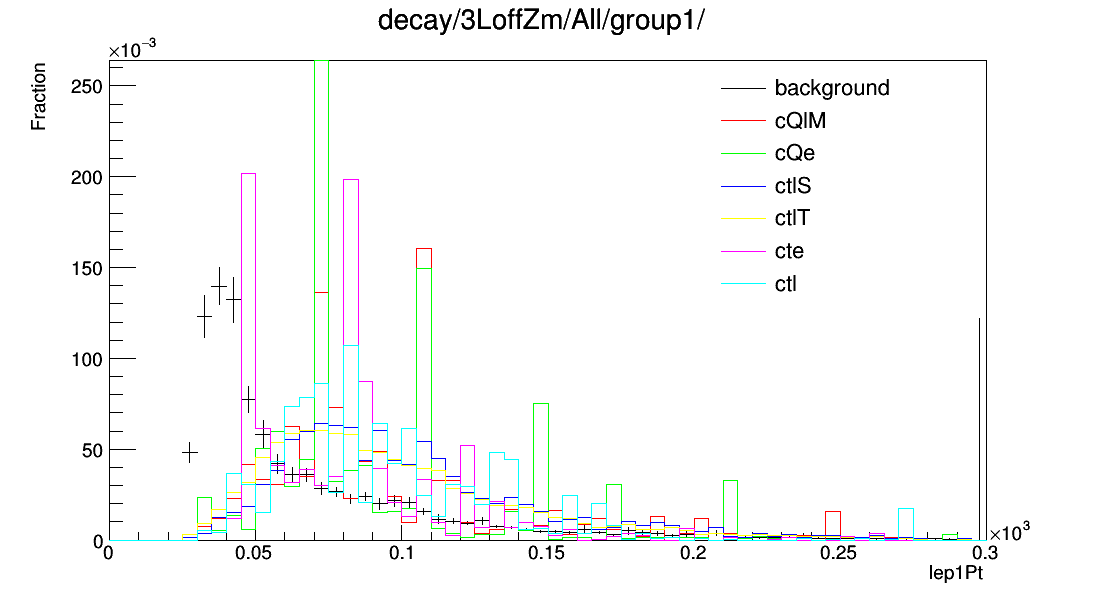 decay/3LoffZm/All/group1/
×10⁻³
Fraction
250
200
150
100
50
0
background
cQlM
cQe
ctlS
ctlT
cte
ctl
0 0.05 0.1 0.15 0.2 0.25 0.3
×10³
lep1Pt